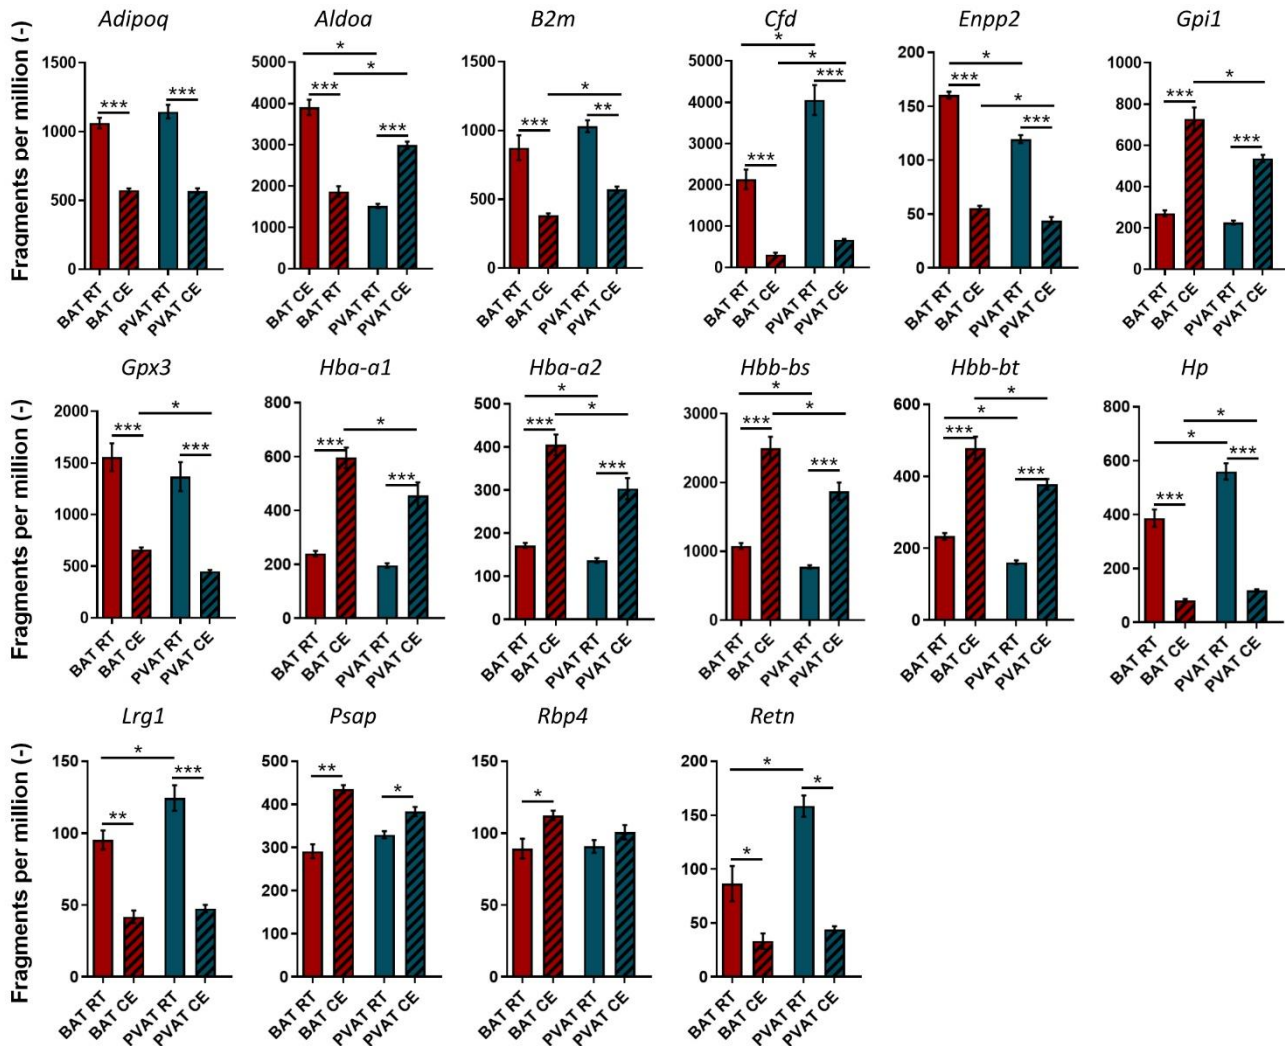 Fragments per million (-)
Adipoq
1500
1000
500
0
***
***
BAT RT
BAT CE
PVAT RT
PVAT CE
Aldoa
5000
4000
3000
2000
1000
0
*
*
***
***
BAT CE
BAT RT
PVAT RT
PVAT CE
B2m
1500
1000
500
0
*
***
**
BAT RT
BAT CE
PVAT RT
PVAT CE
Cfd
5000
4000
3000
2000
1000
0
*
*
***
***
BAT RT
BAT CE
PVAT RT
PVAT CE
Enpp2
200
150
100
50
0
*
***
*
***
BAT RT
BAT CE
PVAT RT
PVAT CE
Gpi1
1000
800
600
400
200
0
*
***
***
BAT RT
BAT CE
PVAT RT
PVAT CE
Fragments per million (-)
Gpx3
2000
1500
1000
500
0
*
***
***
BAT RT
BAT CE
PVAT RT
PVAT CE
Hba-a1
800
600
400
200
0
*
***
***
BAT RT
BAT CE
PVAT RT
PVAT CE
Hba-a2
500
400
300
200
100
0
*
***
*
***
BAT RT
BAT CE
PVAT RT
PVAT CE
Hbb-bs
3000
2000
1000
0
*
***
*
***
BAT RT
BAT CE
PVAT RT
PVAT CE
Hbb-bt
600
400
200
0
*
*
***
***
BAT RT
BAT CE
PVAT RT
PVAT CE
Hp
800
600
400
200
0
*
*
***
***
BAT RT
BAT CE
PVAT RT
PVAT CE
Fragments per million (-)
Lrg1
150
100
50
0
*
***
**
BAT RT
BAT CE
PVAT RT
PVAT CE
Psap
500
400
300
200
100
0
**
*
BAT RT
BAT CE
PVAT RT
PVAT CE
Rbp4
150
100
50
0
*
BAT RT
BAT CE
PVAT RT
PVAT CE
Retn
200
150
100
50
0
*
*
*
BAT RT
BAT CE
PVAT RT
PVAT CE